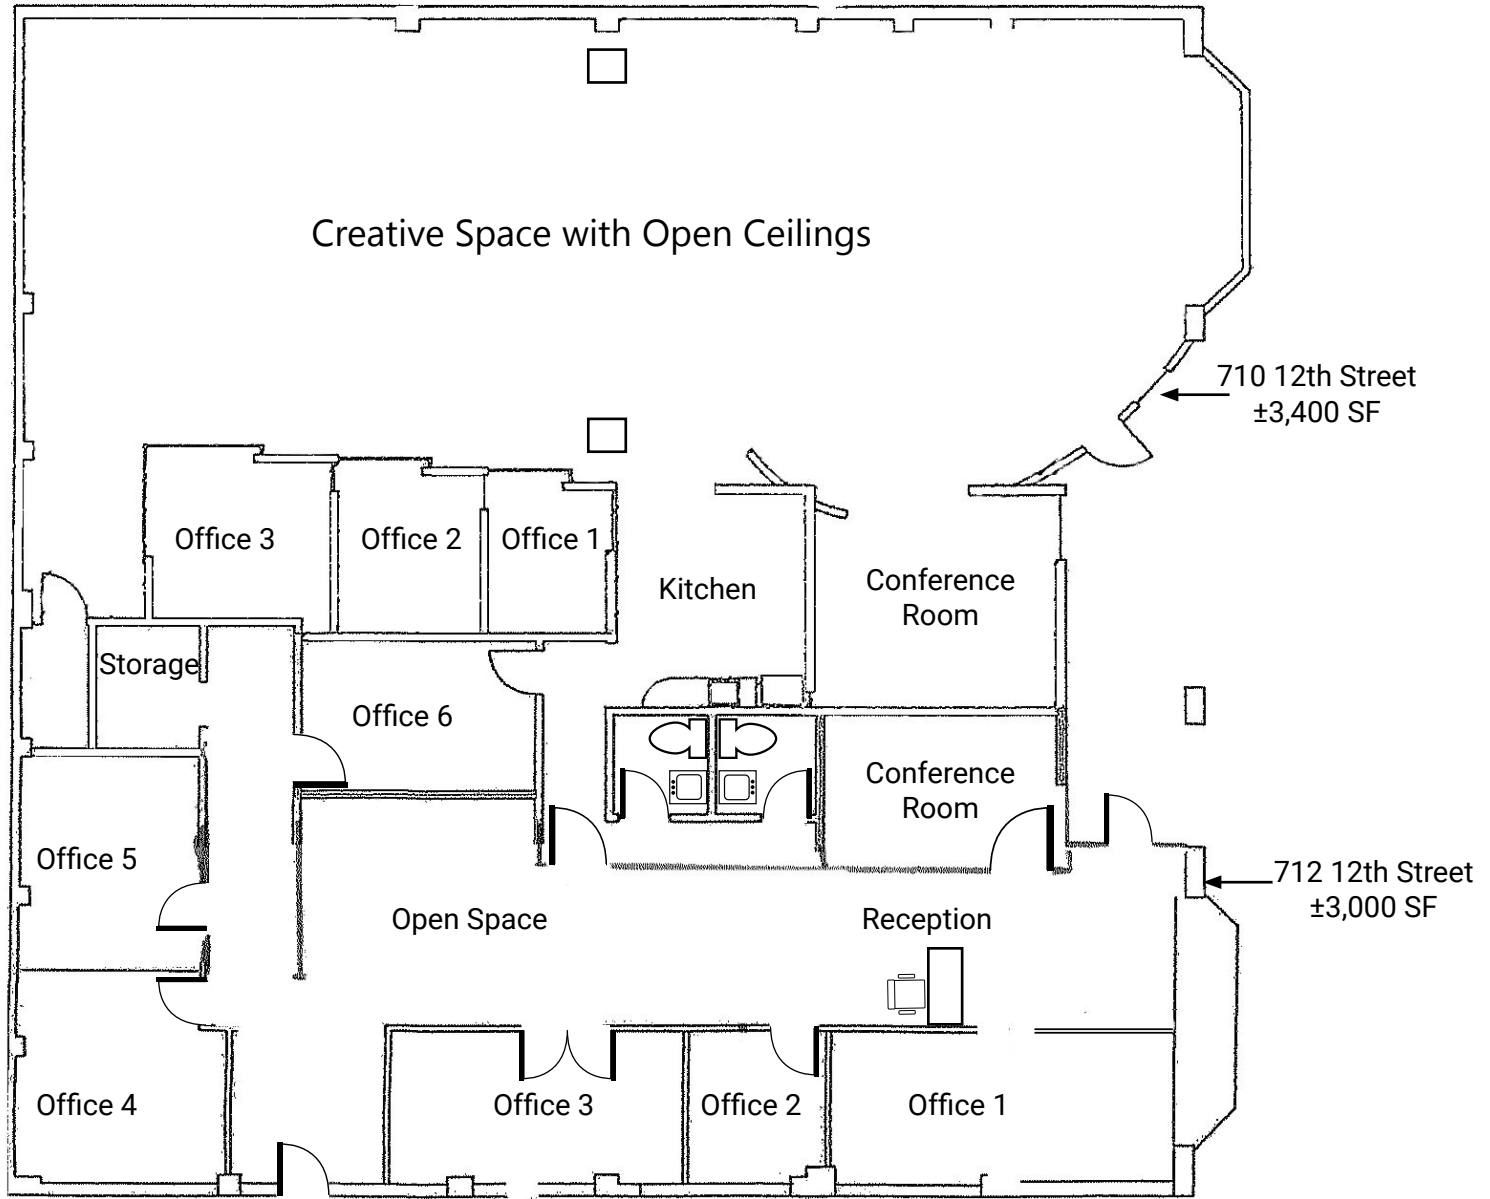 Creative Space with Open Ceilings
710 12th Street
±3,400 SF
Office 3
Office 2
Office 1
Kitchen
Conference
Room
Storage
Office 6
Conference
Room
Office 5
712 12th Street
±3,000 SF
Open Space
Reception
Office 4
Office 3
Office 2
Office 1